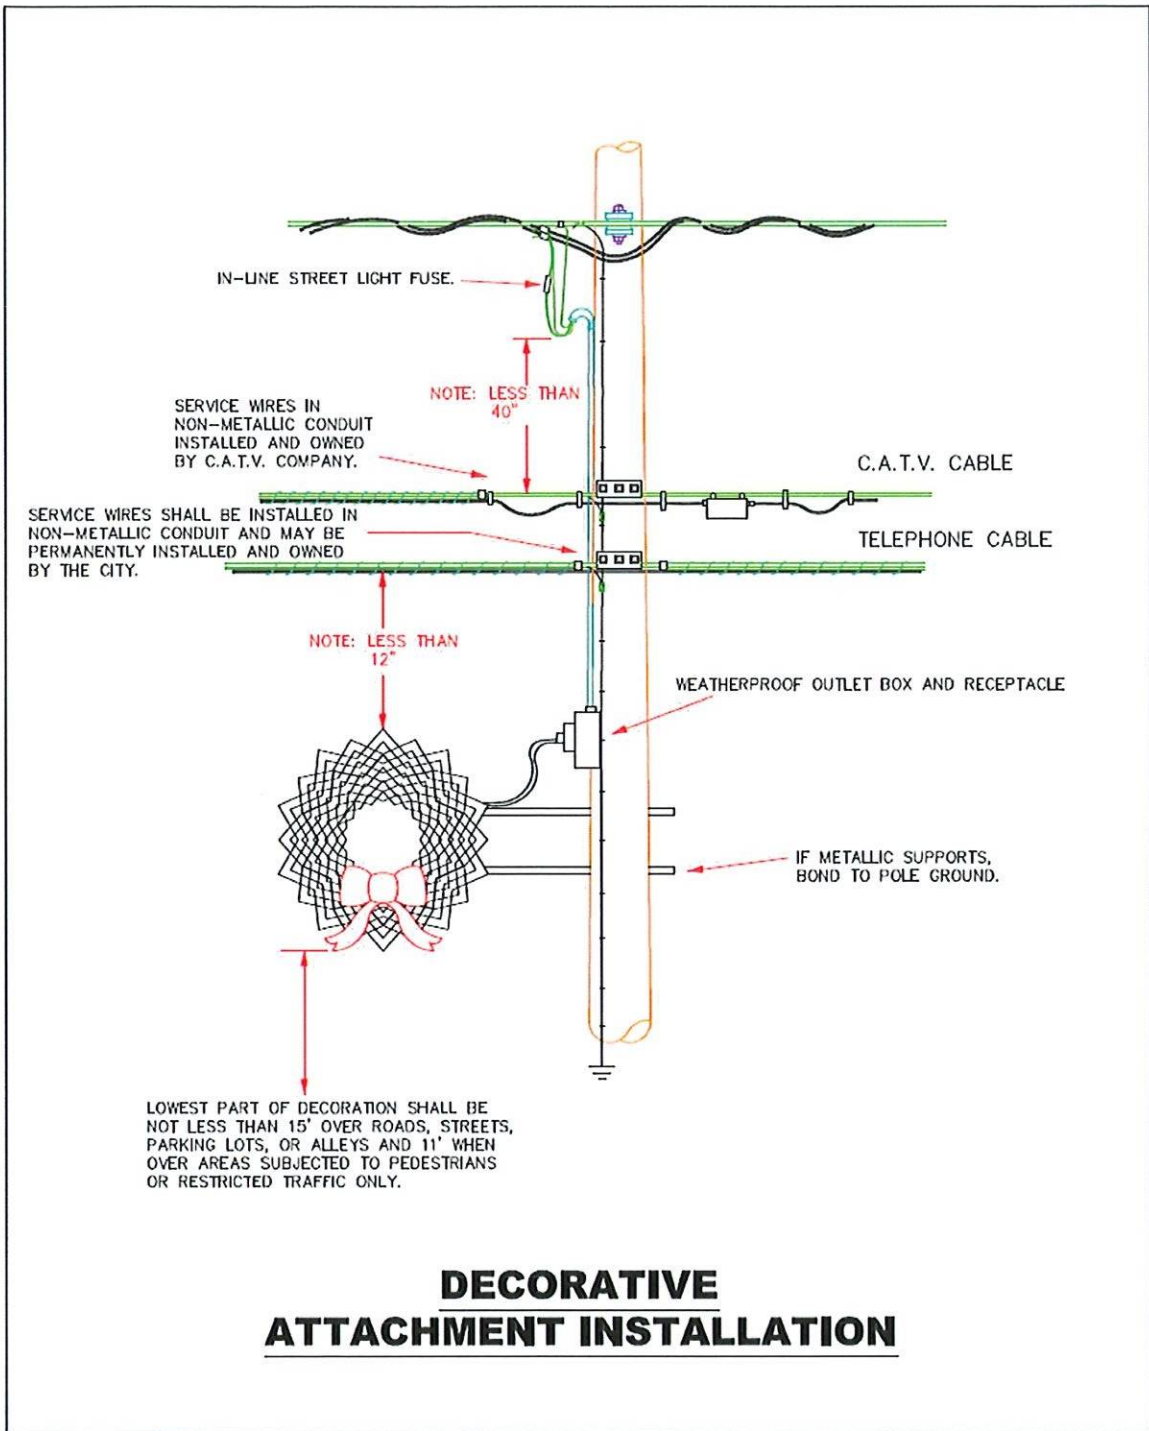 IN-LINE STREET LIGHT FUSE.
NOTE: LESS THAN
40"
SERVICE WIRES IN
NON-METALLIC CONDUIT
INSTALLED AND OWNED
BY C.A.T.V. COMPANY.
C.A.T.V. CABLE
SERVICE WIRES SHALL BE INSTALLED IN
NON-METALLIC CONDUIT AND MAY BE
PERMANENTLY INSTALLED AND OWNED
BY THE CITY.
TELEPHONE CABLE
NOTE: LESS THAN
12"
WEATHERPROOF OUTLET BOX AND RECEPTACLE
IF METALLIC SUPPORTS,
BOND TO POLE GROUND.
LOWEST PART OF DECORATION SHALL BE
NOT LESS THAN 15' OVER ROADS, STREETS,
PARKING LOTS, OR ALLEYS AND 11' WHEN
OVER AREAS SUBJECTED TO PEDESTRIANS
OR RESTRICTED TRAFFIC ONLY.
DECORATIVE
ATTACHMENT INSTALLATION